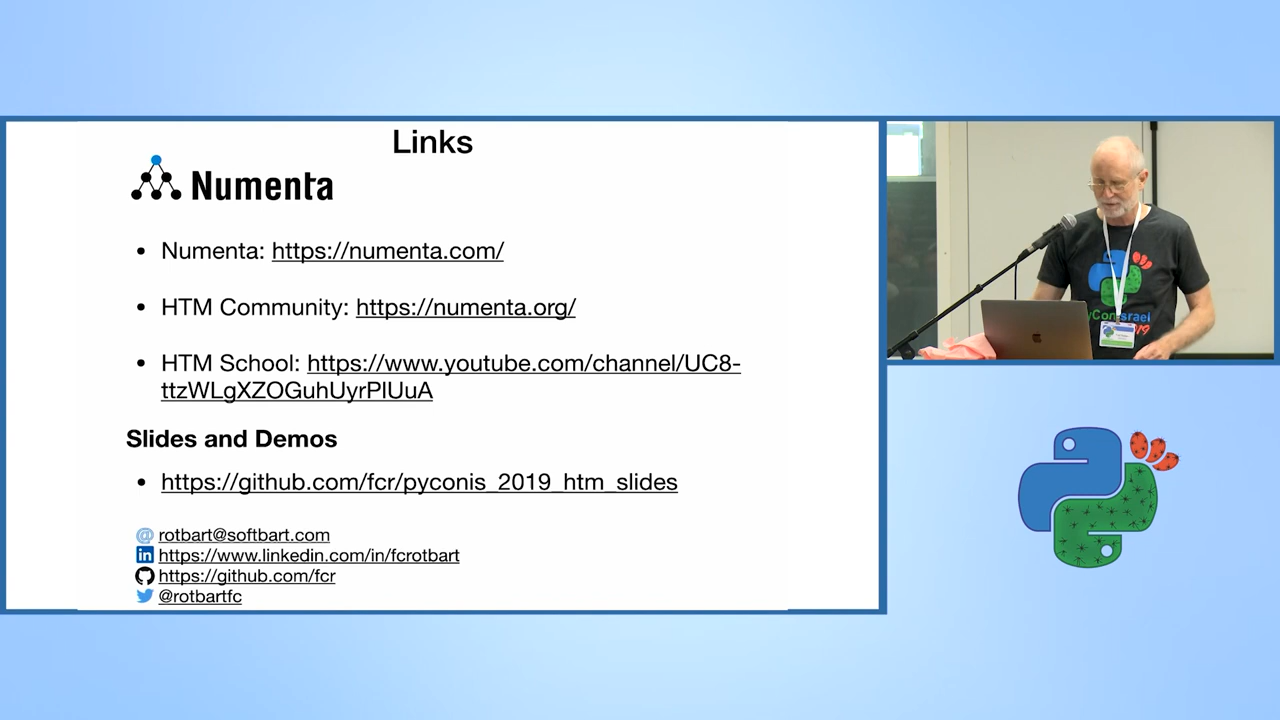 Links
Numenta
• Numenta: https://numenta.com/
• HTM Community: https://numenta.org/
• HTM School: https://www.youtube.com/channel/UC8-
ttzWLgXZOGuhUyrPlUuA
Slides and Demos
• https://github.com/fcr/pyconis_2019_htm_slides
@ rotbart@softbart.com
in https://www.linkedin.com/in/fcrotbart
https://github.com/fcr
@rotbartfc